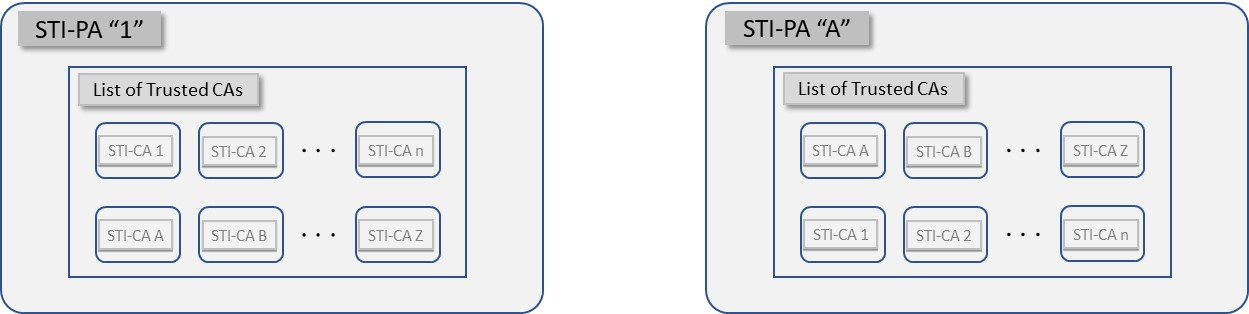 STI-PA “1”
List of Trusted CAs
STI-CA 1 STI-CA 2 . . . STI-CA n
STI-CA A STI-CA B . . . STI-CA Z
STI-PA “A”
List of Trusted CAs
STI-CA A STI-CA B . . . STI-CA Z
STI-CA 1 STI-CA 2 . . . STI-CA n